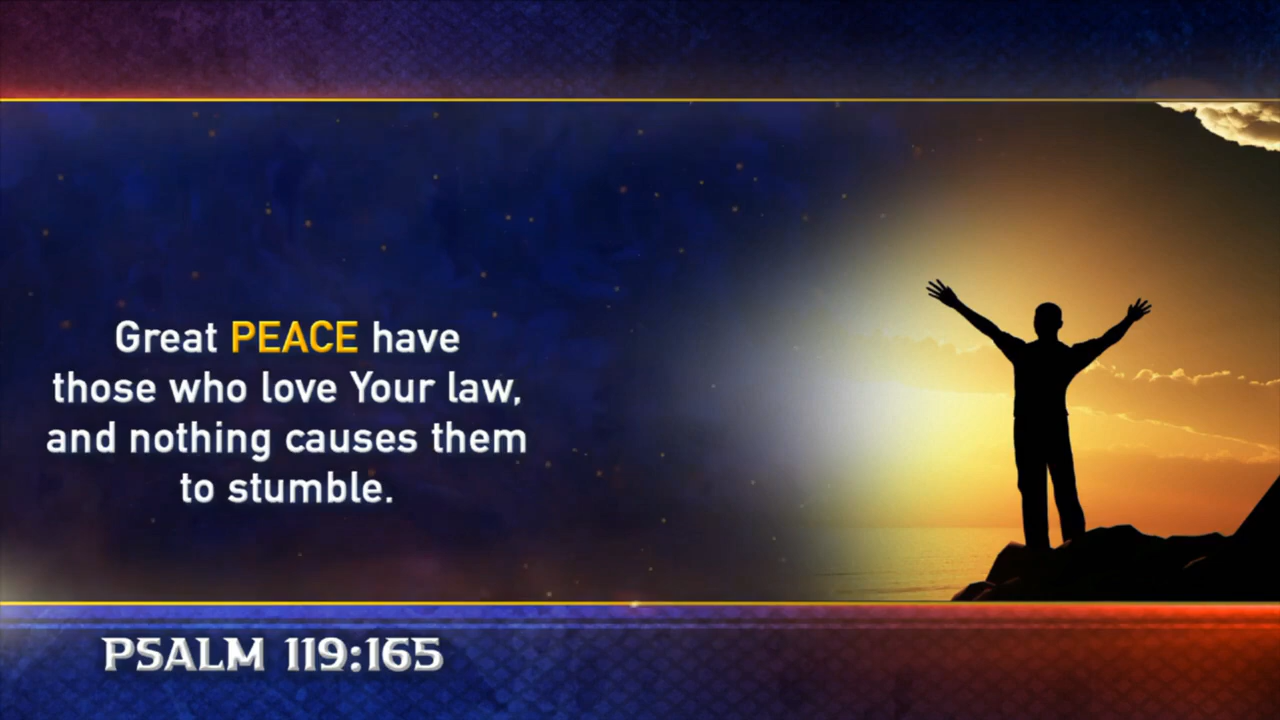 Great PEACE have
those who love Your law,
and nothing causes them
to stumble.
PSALM 119:165